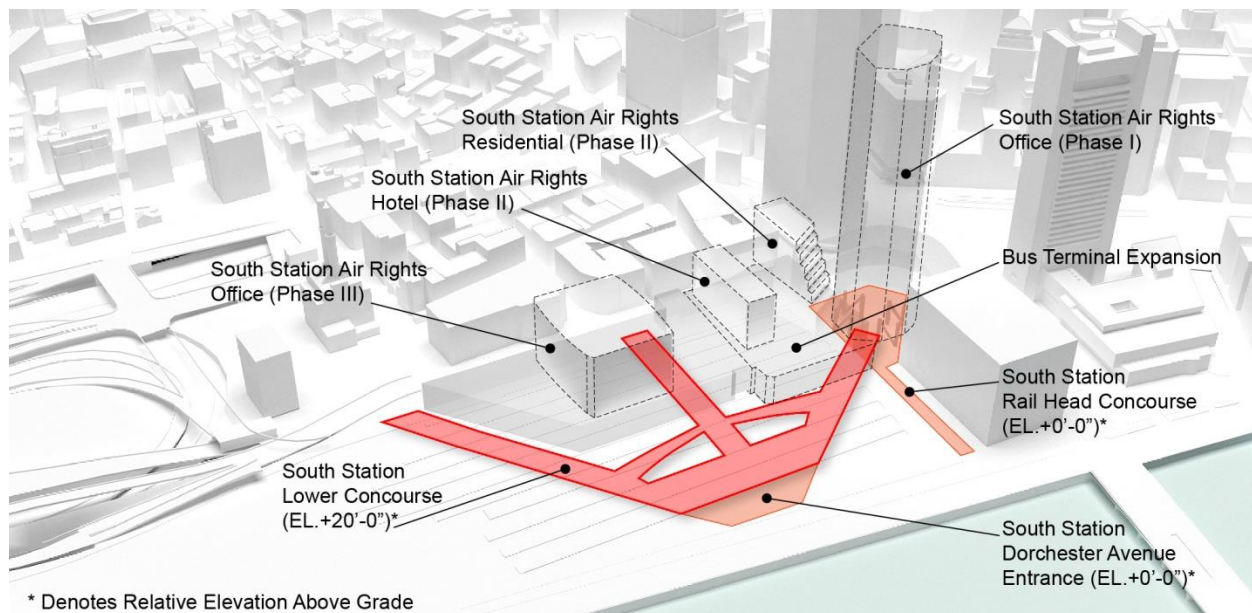 South Station Air Rights
Residential (Phase II)
South Station Air Rights
Office (Phase I)
South Station Air Rights
Hotel (Phase II)
Bus Terminal Expansion
South Station Air Rights
Office (Phase III)
South Station
Rail Head Concourse
(EL.+0’-0”)*
South Station
Lower Concourse
(EL.+20’-0”)*
South Station
Dorchester Avenue
Entrance (EL.+0’-0”)*
* Denotes Relative Elevation Above Grade